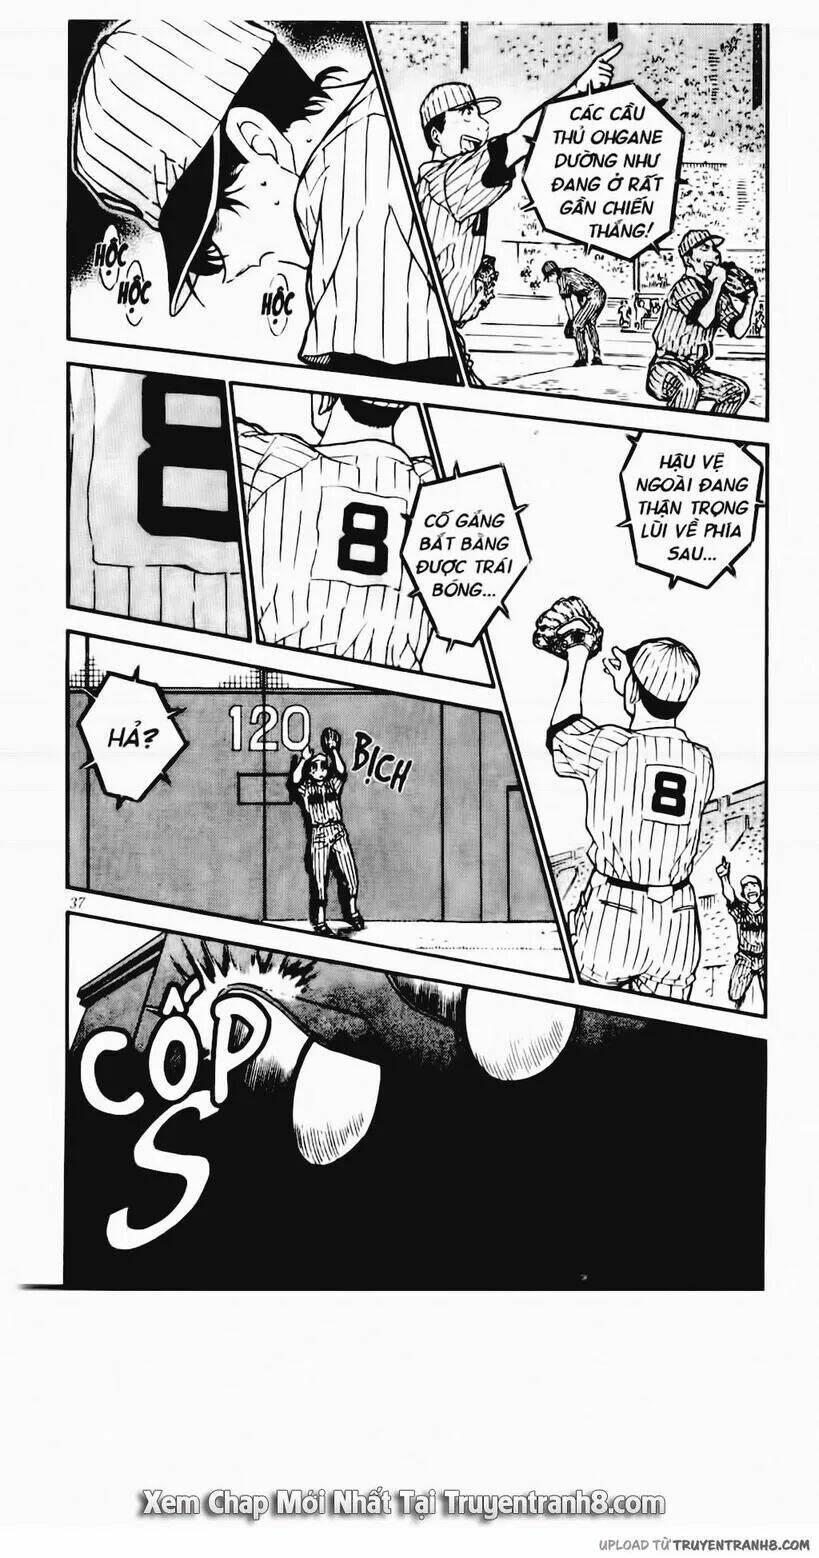 CÁC CẦU
THỦ OHGANE
DƯỜNG NHƯ
ĐANG Ở RẤT
GẦN CHIẾN
THẮNG!
HỘC
HỘC
HỘC
HẬU VỆ
NGOÀI ĐANG
THẬN TRỌNG
LÙI VỀ PHÍA
SAU...
8
8
CỐ GẮNG
BẮT BẰNG
ĐƯỢC TRÁI
BÓNG...
8
HẢ?
120
BỊCH
37
CỐP
S
Xem Chap Mới Nhất Tại Truyentranh8.com
UPLOAD TỪ TRUYENTRANH8.COM